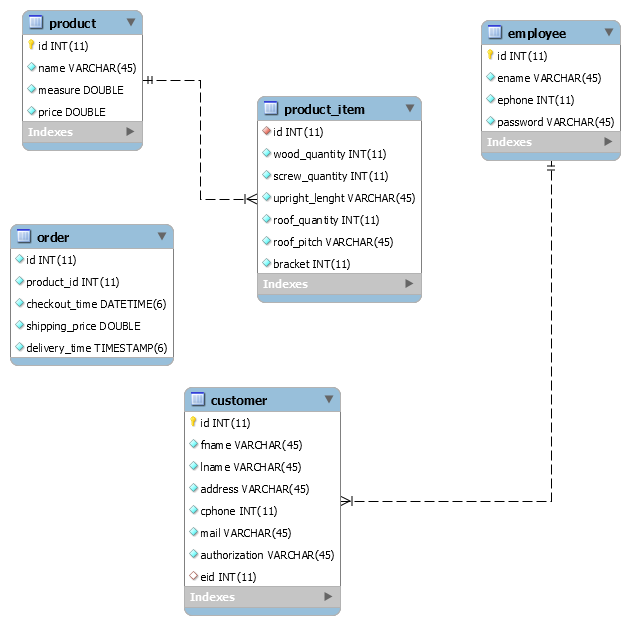 product
id INT(11)
name VARCHAR(45)
measure DOUBLE
price DOUBLE
Indexes
employee
id INT(11)
ename VARCHAR(45)
ephone INT(11)
password VARCHAR(45)
Indexes
product_item
id INT(11)
wood_quantity INT(11)
screw_quantity INT(11)
upright_lenght VARCHAR(45)
roof_quantity INT(11)
roof_pitch VARCHAR(45)
bracket INT(11)
Indexes
order
id INT(11)
product_id INT(11)
checkout_time DATETIME(6)
shipping_price DOUBLE
delivery_time TIMESTAMP(6)
customer
id INT(11)
fname VARCHAR(45)
lname VARCHAR(45)
address VARCHAR(45)
cphone INT(11)
mail VARCHAR(45)
authorization VARCHAR(45)
eid INT(11)
Indexes